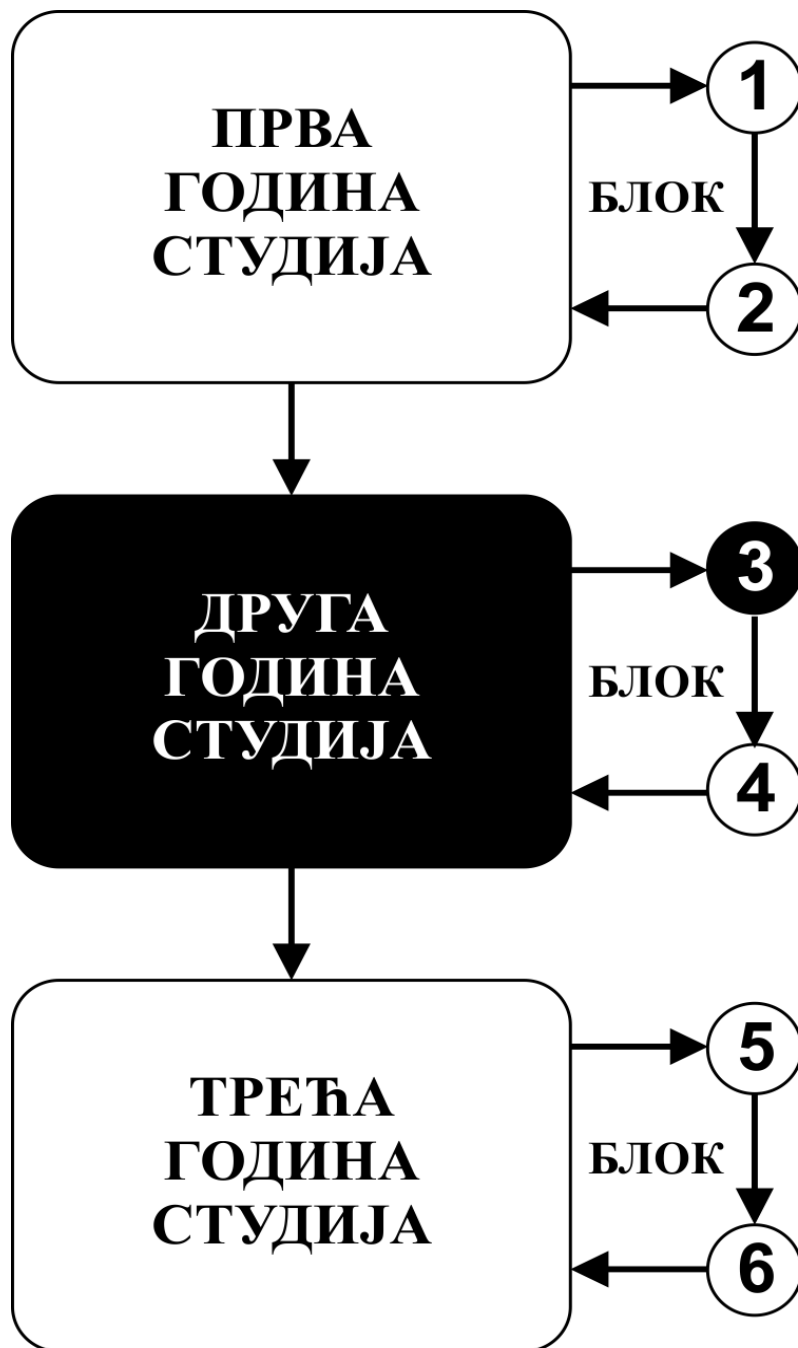 ПРВА
ГОДИНА
СТУДИЈА
1
БЛОК
2
ДРУГА
ГОДИНА
СТУДИЈА
3
БЛОК
4
ТРЕЋА
ГОДИНА
СТУДИЈА
5
БЛОК
6